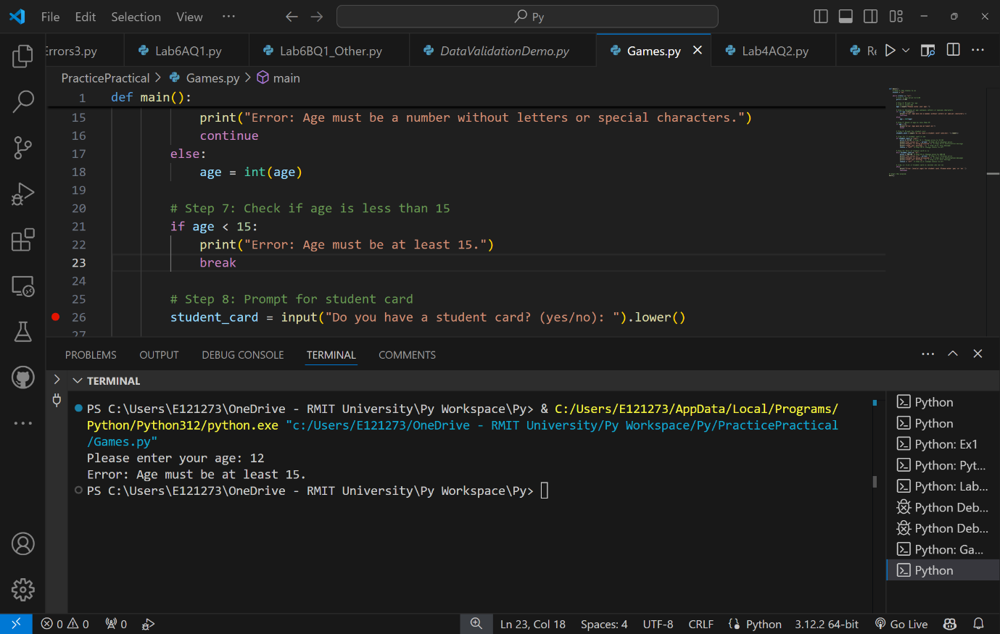 File Edit Selection View ··· Py
Errors3.py Lab6AQ1.py Lab6BQ1_Other.py DataValidationDemo.py Games.py Lab4AQ2.py Re
PracticePractical > Games.py > main
1 def main():
15 print("Error: Age must be a number without letters or special characters.")
16 continue
17 else:
18 age = int(age)
19
20 # Step 7: Check if age is less than 15
21 if age < 15:
22 print("Error: Age must be at least 15.")
23 break
24
25 # Step 8: Prompt for student card
26 student_card = input("Do you have a student card? (yes/no): ").lower()
27
PROBLEMS OUTPUT DEBUG CONSOLE TERMINAL COMMENTS
TERMINAL
PS C:\Users\E121273\OneDrive - RMIT University\Py Workspace\Py> & C:/Users/E121273/AppData/Local/Programs/
Python/Python312/python.exe "c:/Users/E121273/OneDrive - RMIT University/Py Workspace/Py/PracticePractical
/Games.py"
Please enter your age: 12
Error: Age must be at least 15.
PS C:\Users\E121273\OneDrive - RMIT University\Py Workspace\Py>
Python
Python
Python: Ex1
Python: Pyt...
Python: Lab...
Python Deb...
Python Deb...
Python: Ga...
Python
0 0 0 Ln 23, Col 18 Spaces: 4 UTF-8 CRLF Python 3.12.2 64-bit Go Live